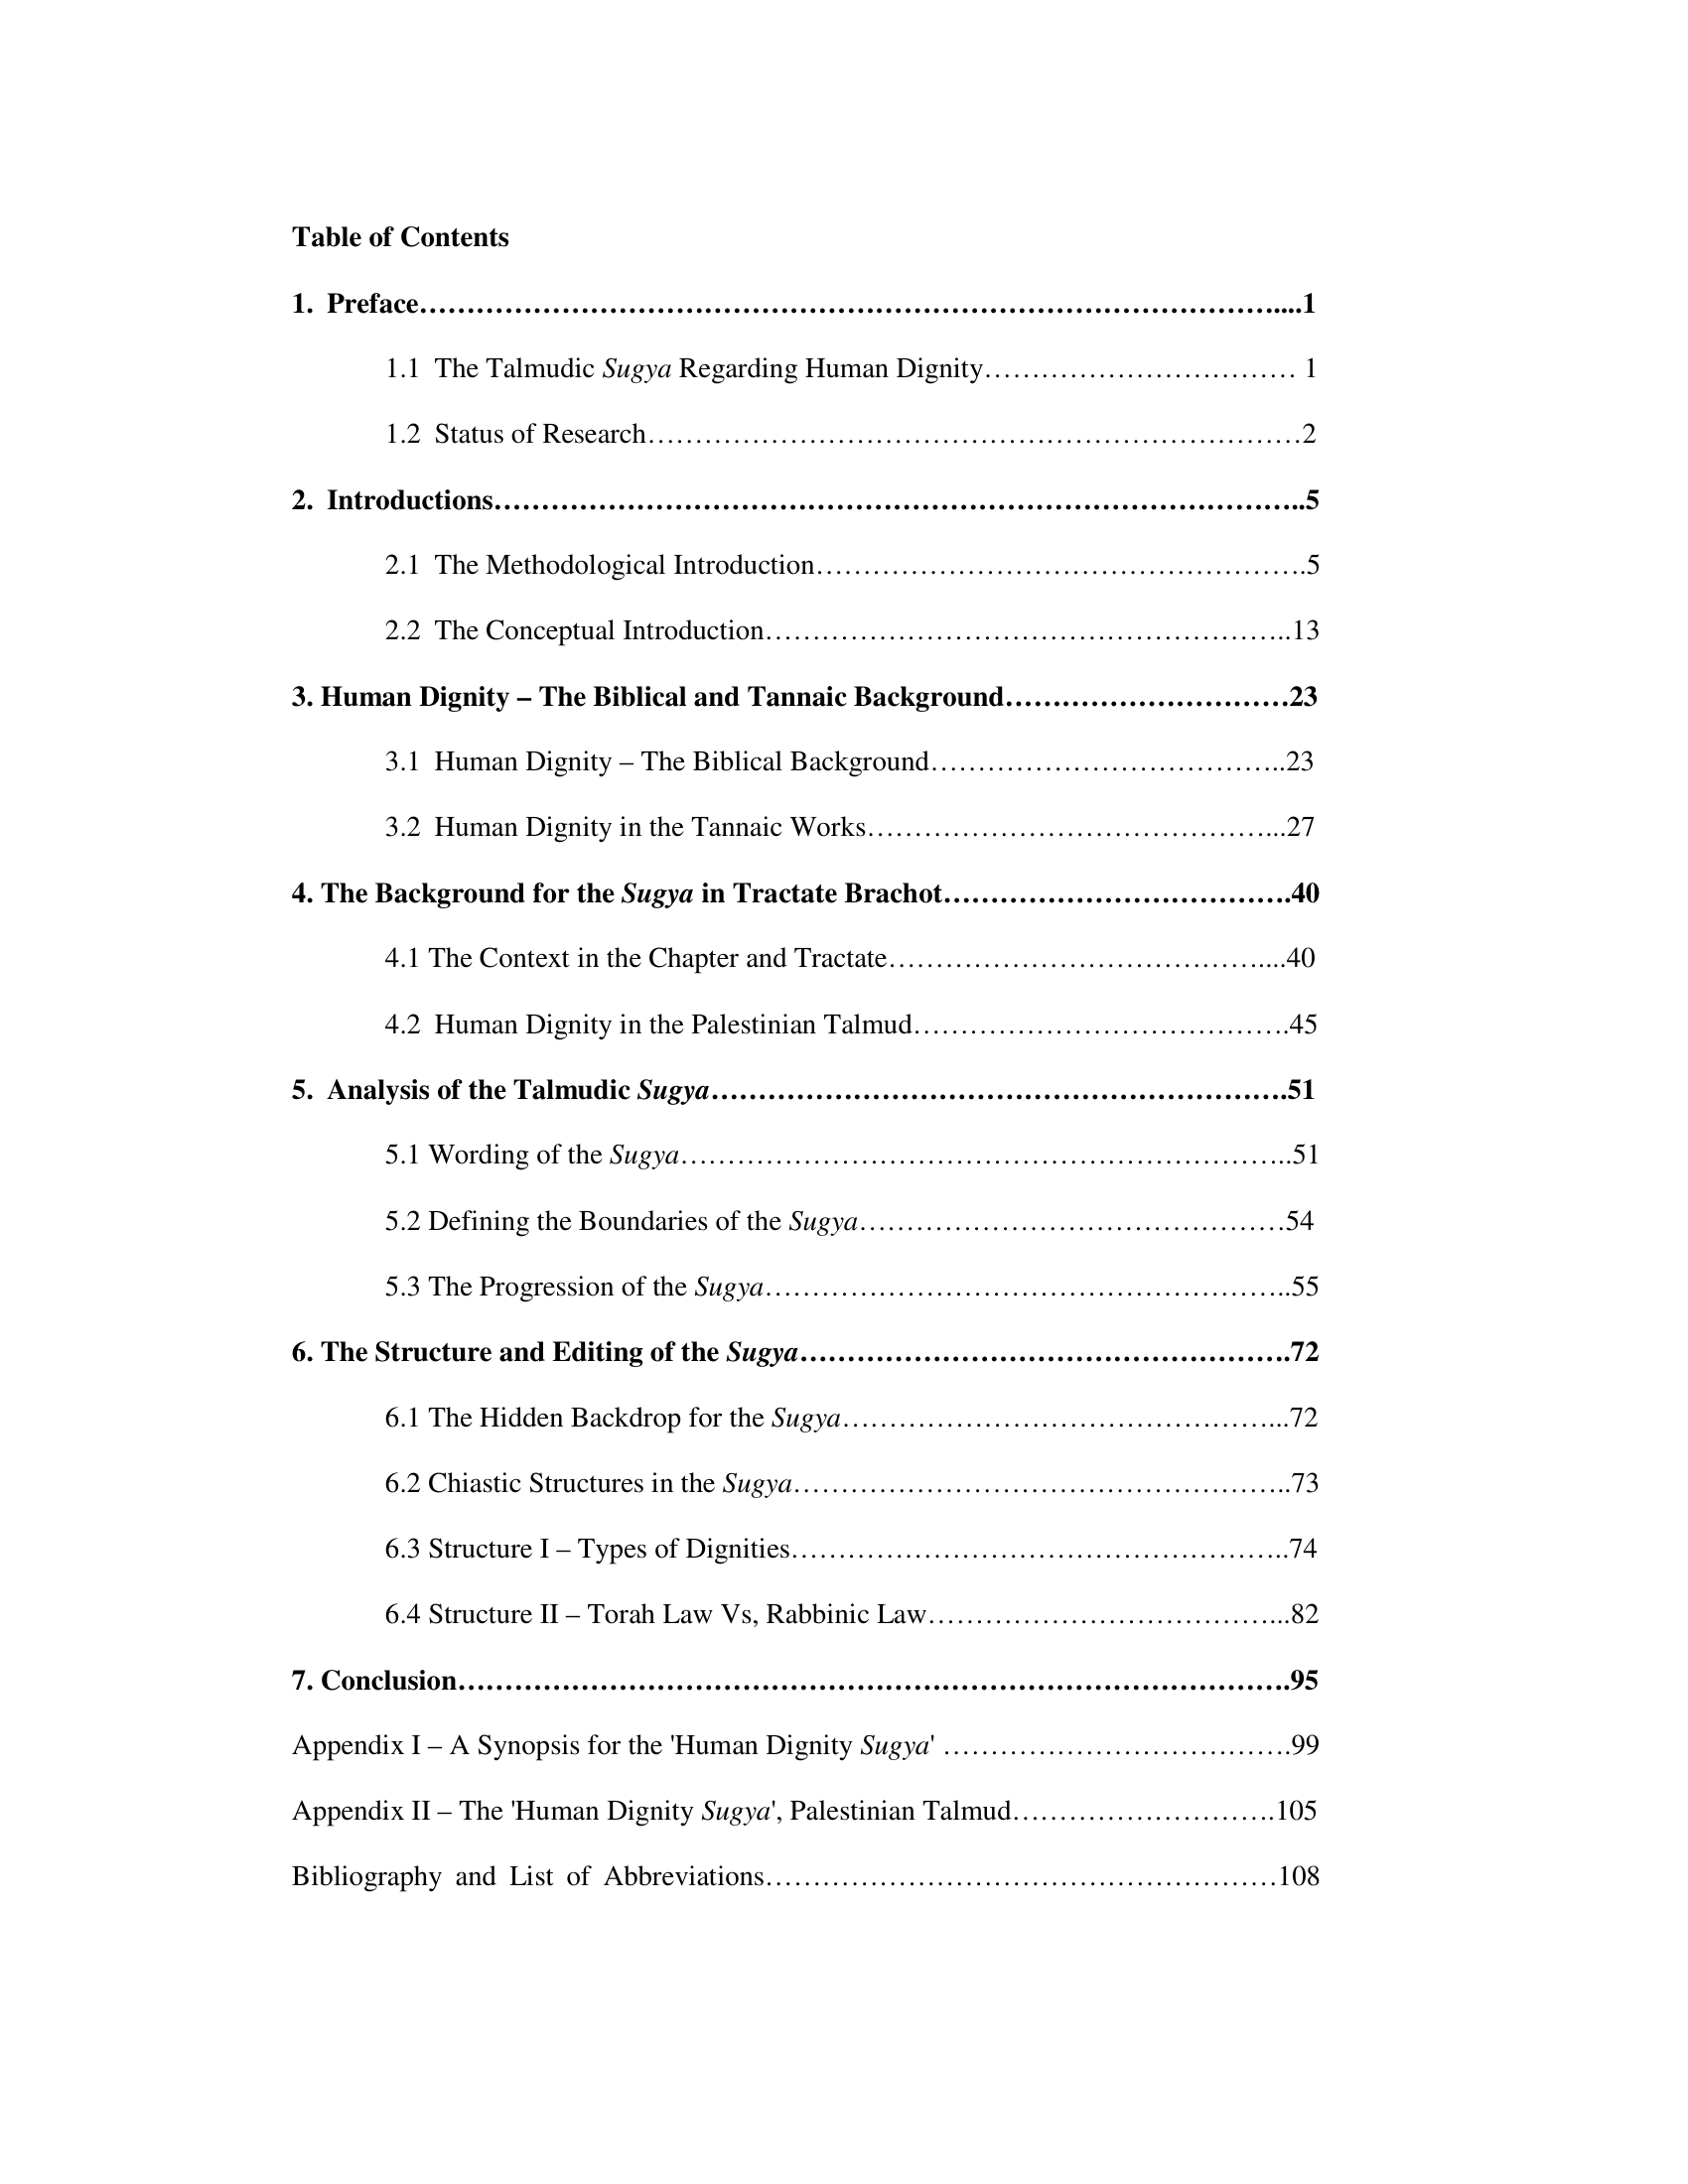 Table of Contents
1. Preface…………………………………………………………………………………....1
1.1 The Talmudic Sugya Regarding Human Dignity…………………………… 1
1.2 Status of Research……………………………………………………………2
2. Introductions…………………………………………………………………………..5
2.1 The Methodological Introduction…………………………………………….5
2.2 The Conceptual Introduction………………………………………………..13
3. Human Dignity – The Biblical and Tannaic Background…………………………23
3.1 Human Dignity – The Biblical Background………………………………..23
3.2 Human Dignity in the Tannaic Works……………………………………...27
4. The Background for the Sugya in Tractate Brachot……………………………….40
4.1 The Context in the Chapter and Tractate…………………………………....40
4.2 Human Dignity in the Palestinian Talmud………………………………….45
5. Analysis of the Talmudic Sugya…………………………………………………….51
5.1 Wording of the Sugya………………………………………………………..51
5.2 Defining the Boundaries of the Sugya………………………………………54
5.3 The Progression of the Sugya………………………………………………..55
6. The Structure and Editing of the Sugya…………………………………………….72
6.1 The Hidden Backdrop for the Sugya………………………………………...72
6.2 Chiastic Structures in the Sugya……………………………………………..73
6.3 Structure I – Types of Dignities……………………………………………..74
6.4 Structure II – Torah Law Vs, Rabbinic Law………………………………...82
7. Conclusion…………………………………………………………………………….95
Appendix I – A Synopsis for the 'Human Dignity Sugya' ……………………………….99
Appendix II – The 'Human Dignity Sugya', Palestinian Talmud……………………….105
Bibliography and List of Abbreviations………………………………………………108